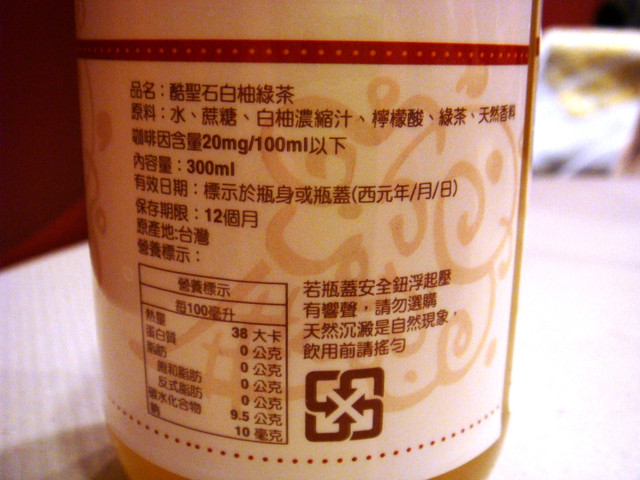 品名：酷聖石白柚綠茶
原料：水、蔗糖、白柚濃縮汁、檸檬酸、綠茶、天然香料
咖啡因含量20mg/100ml以下
內容量：300ml
有效日期：標示於瓶身或瓶蓋(西元年/月/日)
保存期限：12個月
原產地:台灣
營養標示：
營養標示
每100毫升
熱量 38 大卡
蛋白質 0 公克
脂肪 0 公克
飽和脂肪 0 公克
反式脂肪 0 公克
碳水化合物 9.5 公克
鈉 10 毫克
若瓶蓋安全鈕浮起壓
有響聲，請勿選購
天然沉澱是自然現象，
飲用前請搖勻